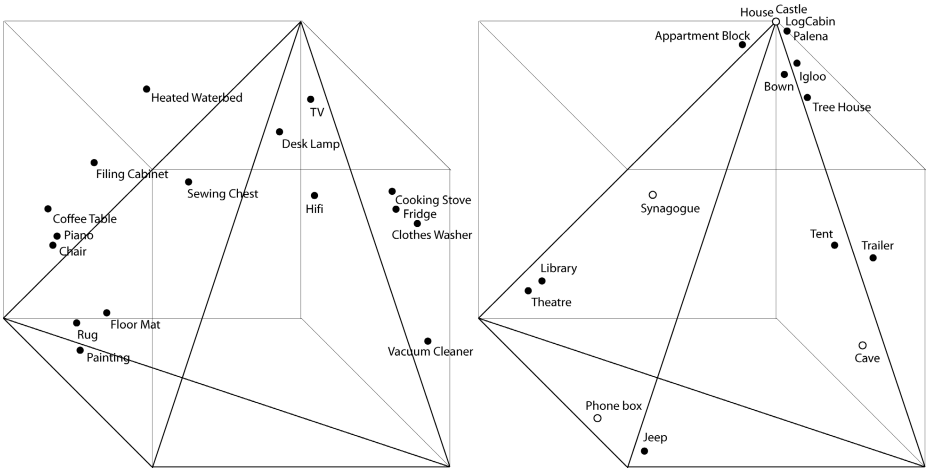 Heated Waterbed
TV
Desk Lamp
Filing Cabinet
Sewing Chest
Cooking Stove
Hifi
Fridge
Coffee Table
Clothes Washer
Piano
Chair
Floor Mat
Rug
Vacuum Cleaner
Painting
House
Castle
LogCabin
Appartment Block
Palena
Igloo
Bown
Tree House
Synagogue
Tent
Trailer
Library
Theatre
Cave
Phone box
Jeep